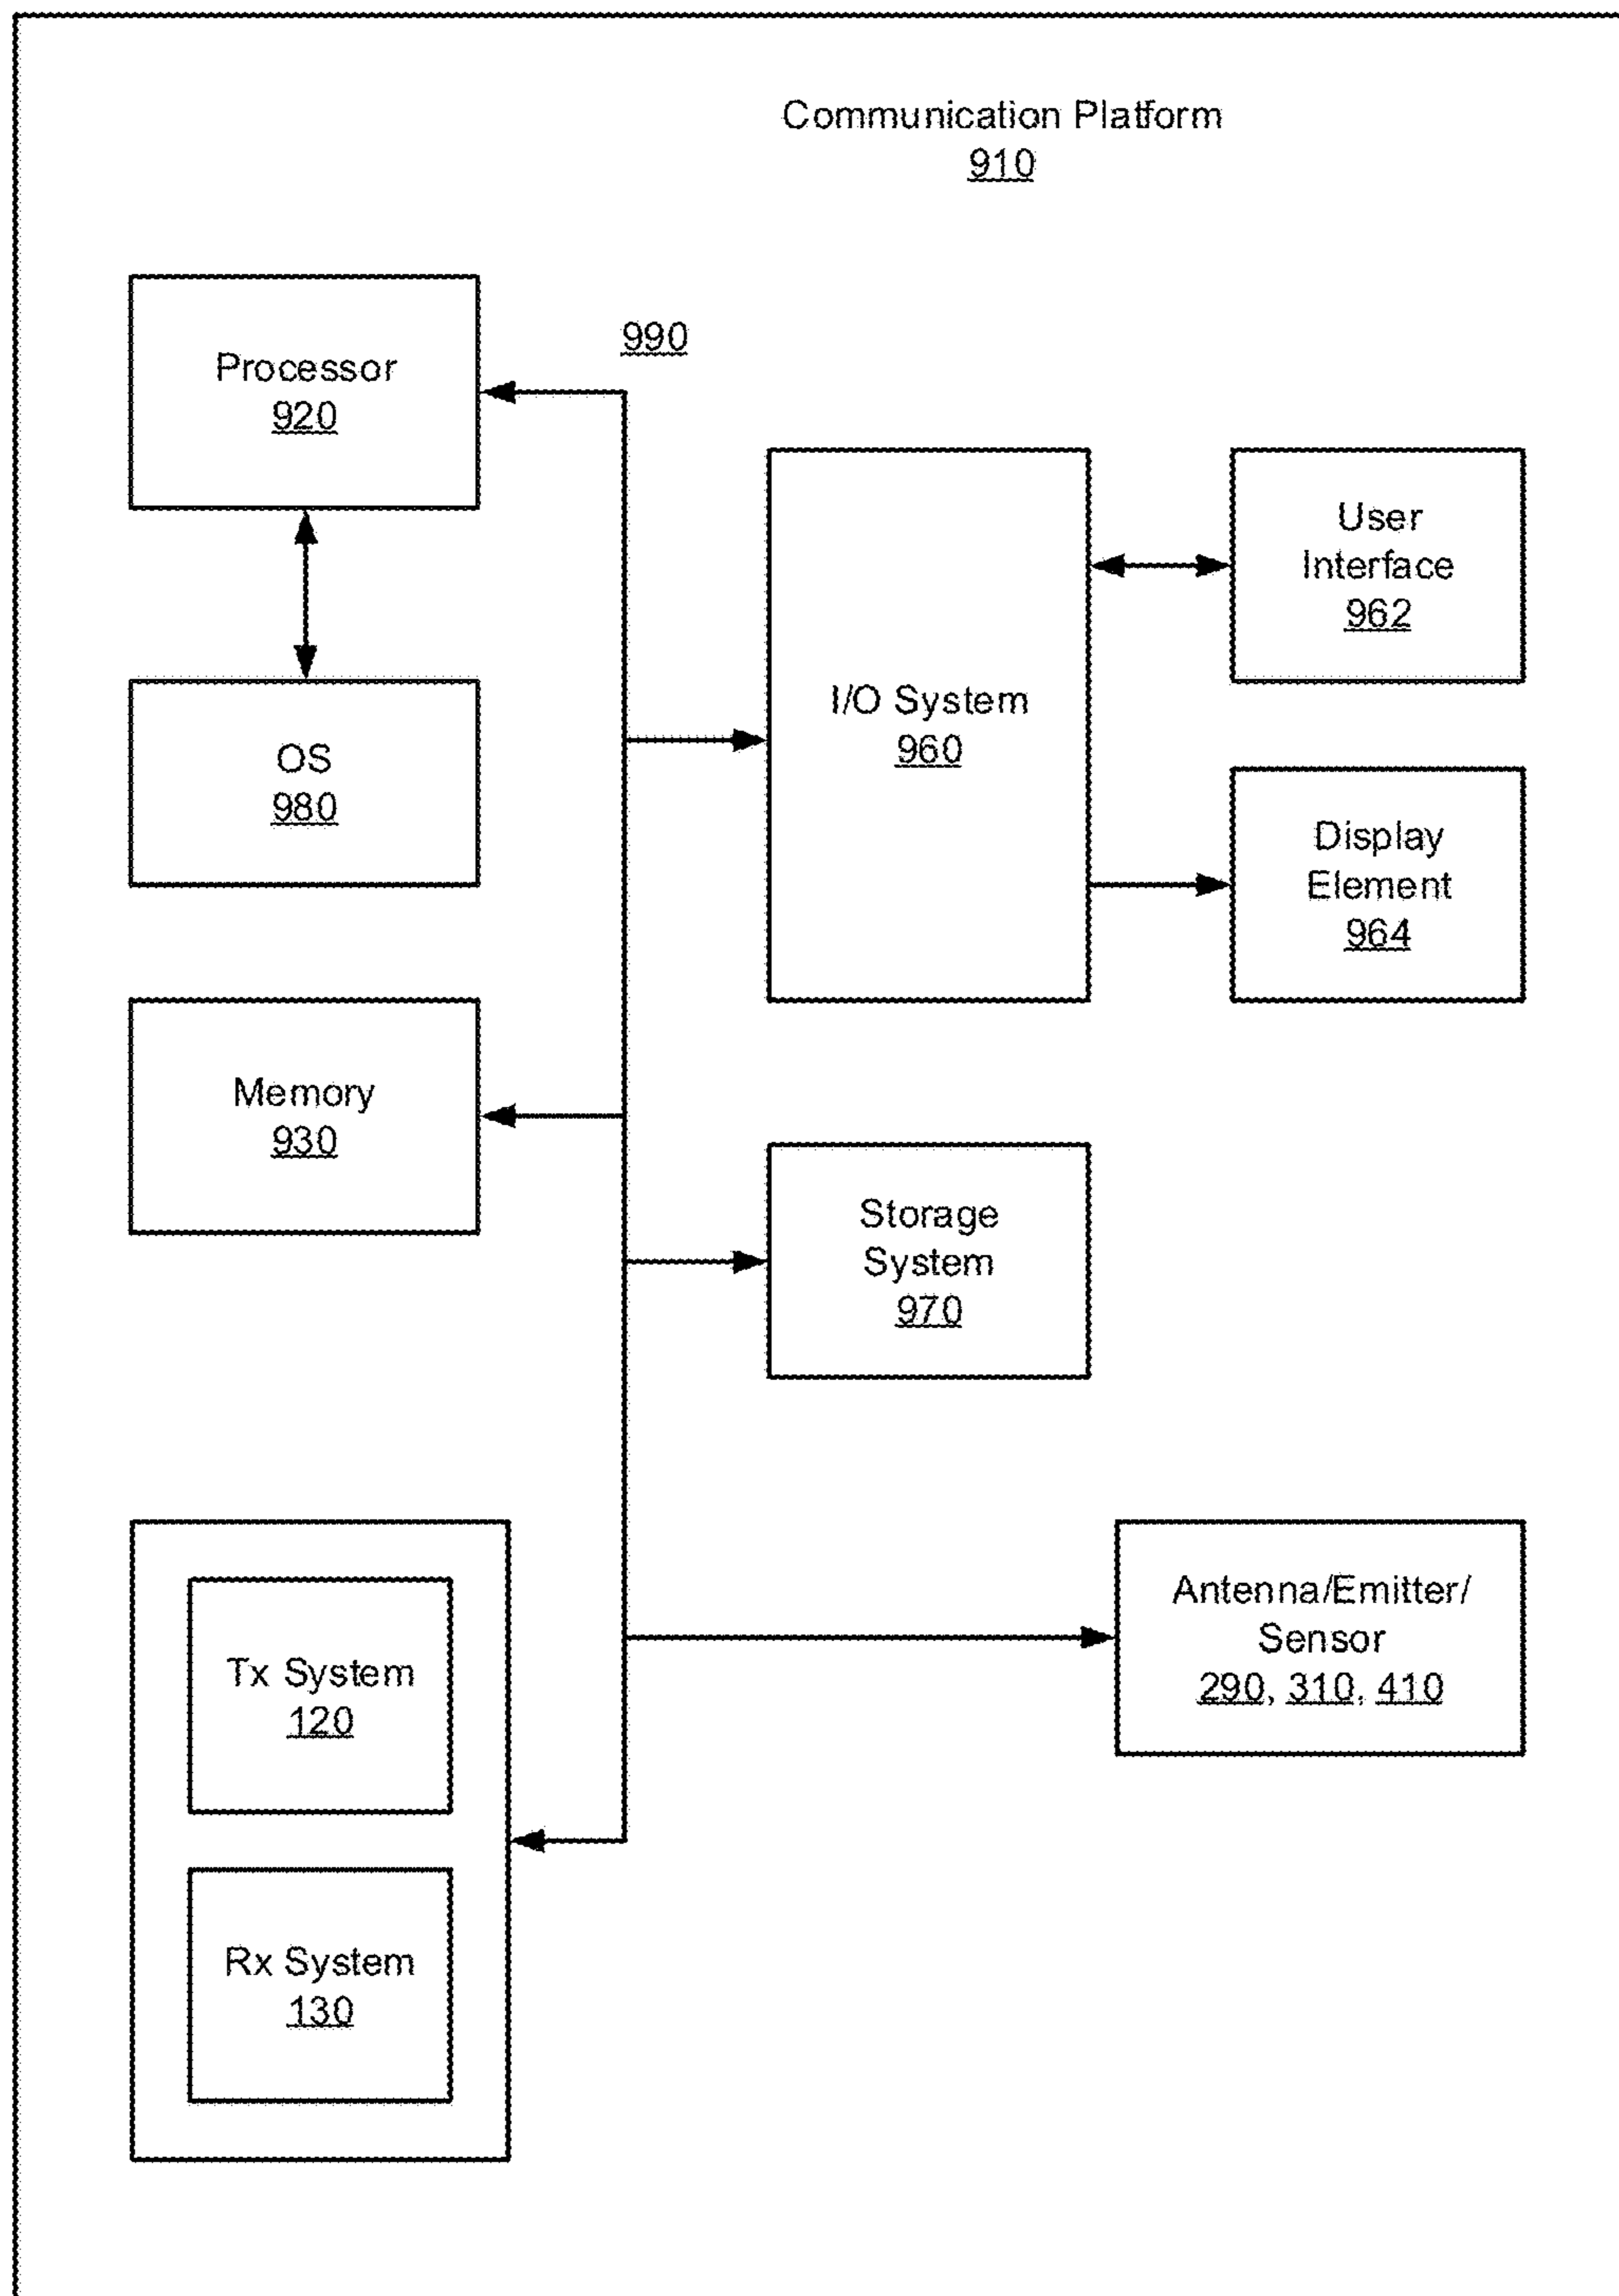 Communication Platform
910
Processor
920
990
User
Interface
962
I/O System
960
OS
980
Display
Element
964
Memory
930
Storage
System
970
Antenna/Emitter/
Sensor
290, 310, 410
Tx System
120
Rx System
130